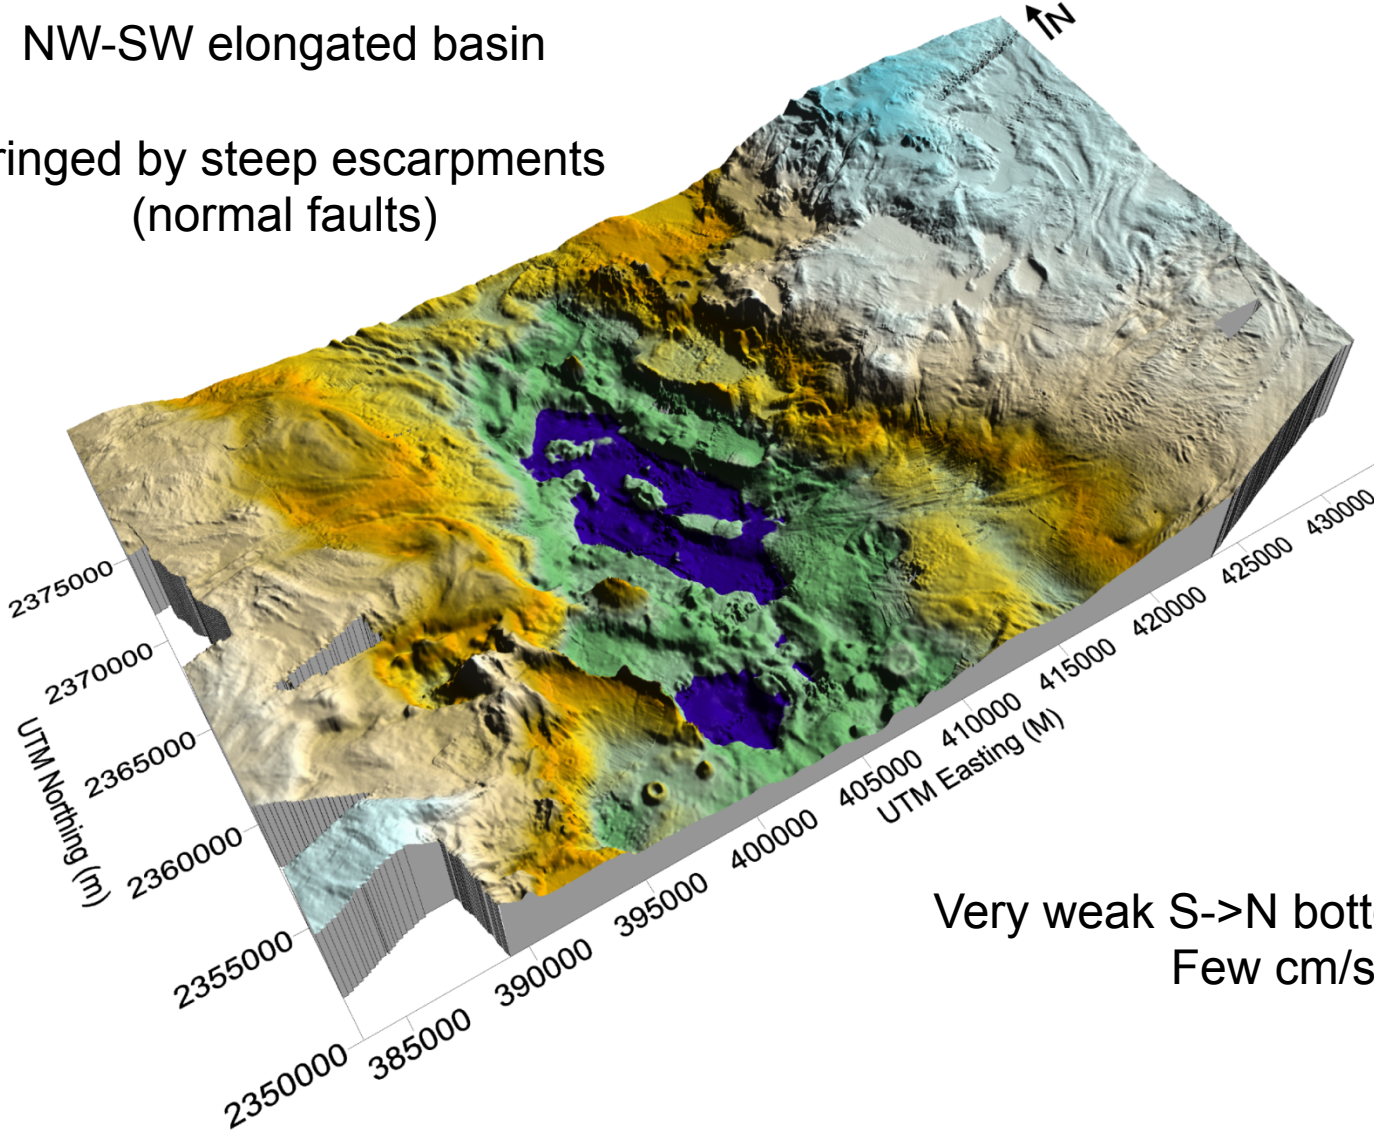 NW-SW elongated basin
ringed by steep escarpments
(normal faults)
N
2375000
2370000
2365000
2360000
2355000
2350000
UTM Northing (m)
385000
390000
395000
400000
405000
410000
415000
420000
425000
430000
UTM Easting (M)
Very weak S->N bott
Few cm/s